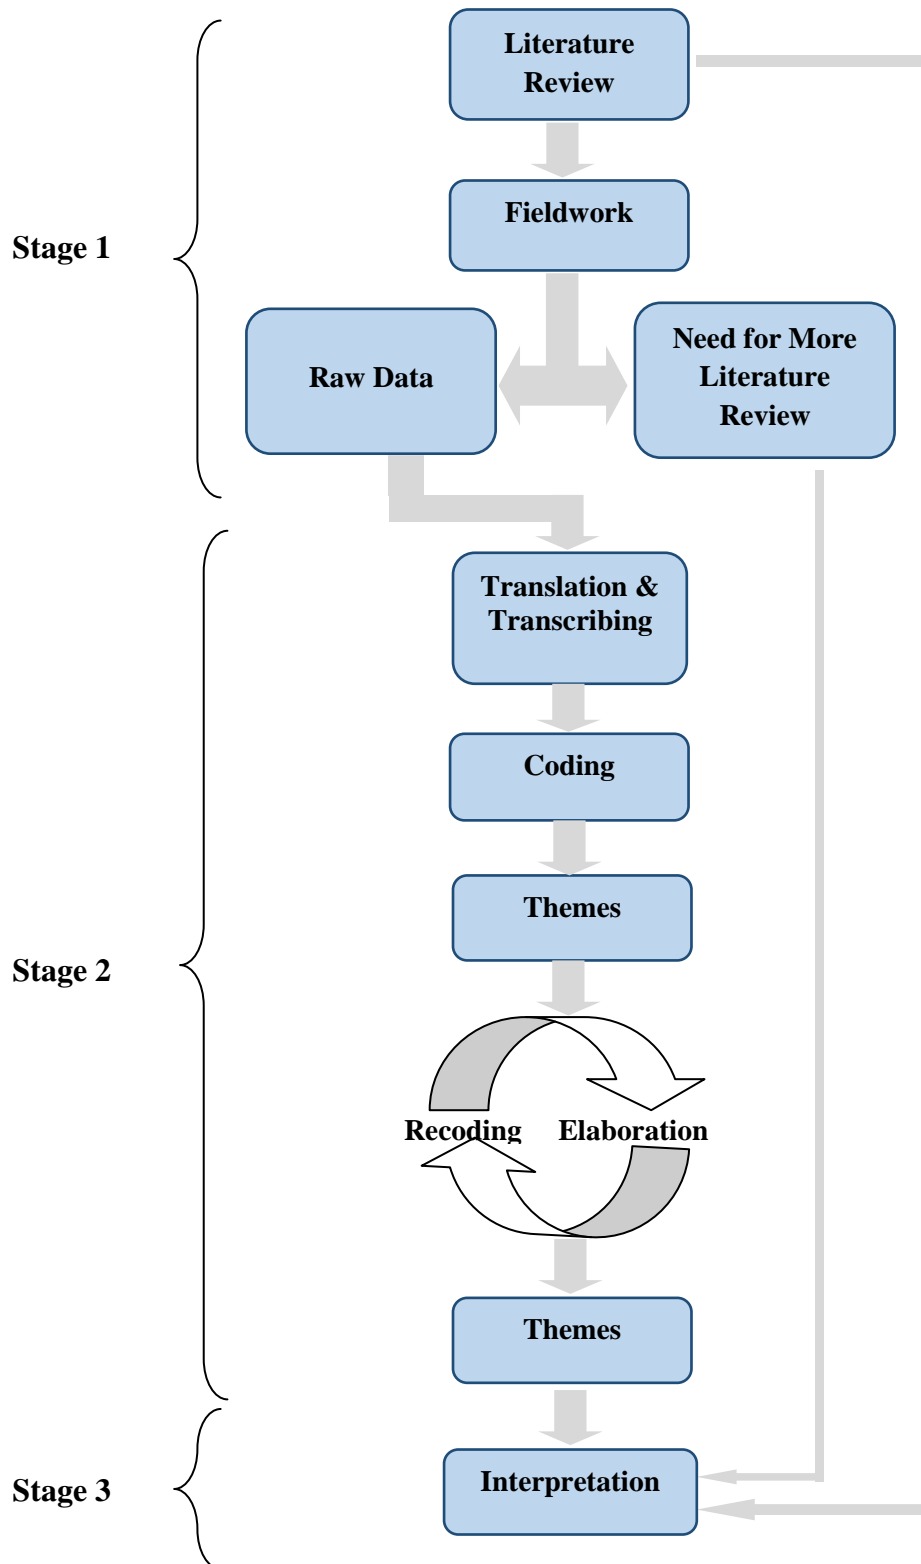 Literature
Review
Fieldwork
Stage 1
Raw Data
Need for More
Literature
Review
Translation &
Transcribing
Coding
Themes
Stage 2
Recoding
Elaboration
Themes
Interpretation
Stage 3